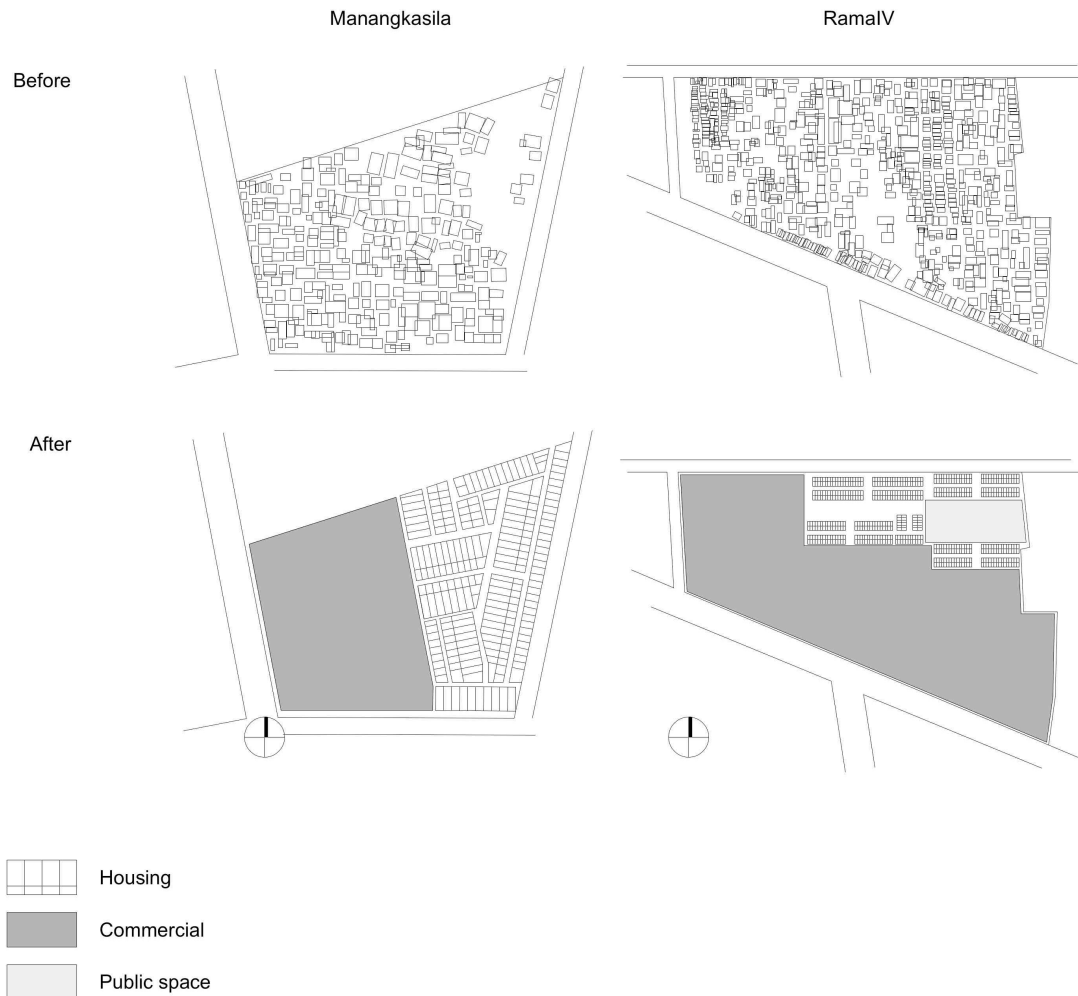 Manangkasila
RamaIV
Before
After
Housing
Commercial
Public space